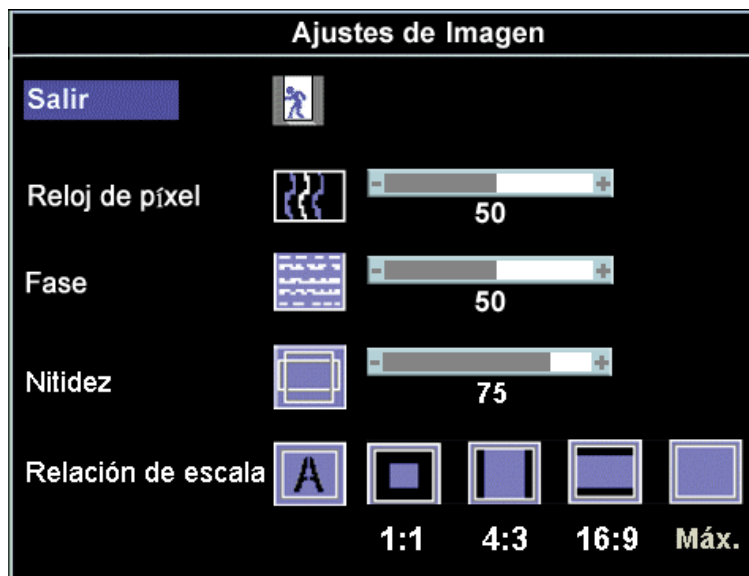 Ajustes de Imagen
Salir
Reloj de píxel
- +
50
Fase
- +
50
Nitidez
- +
75
Relación de escala A
1:1 4:3 16:9 Máx.